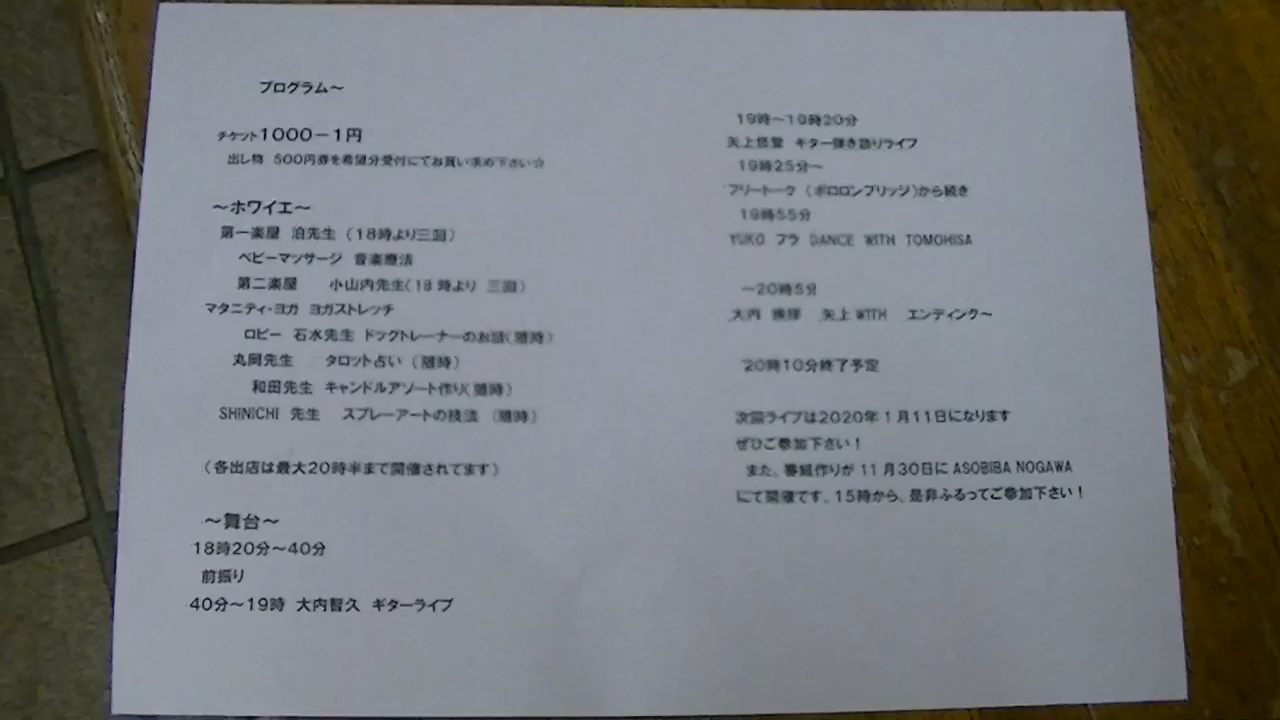 プログラム～
チケット1000－1円
出し物 500円券を希望分受付にてお買い求め下さい☆
～ホワイエ～
第一楽屋 泊先生（18時より三回）
ベビーマッサージ 音楽療法
第二楽屋 小山内先生（18時より 三回）
マタニティ・ヨガ ヨガストレッチ
ロビー 石水先生 ドッグトレーナーのお話（随時）
丸岡先生 タロット占い（随時）
和田先生 キャンドルアソート作り（随時）
SHINICHI 先生 スプレーアートの技法（随時）
（各出店は最大20時半まで開催されてます）
～舞台～
18時20分～40分
前振り
40分～19時 大内智久 ギターライブ
19時～19時20分
矢上 ギター弾き語りライブ
19時25分～
フリートーク（ポロロンブリッジ）から続き
19時55分
YUKO フラ DANCE WITH TOMOHISA
－20時5分
大内 挨拶 矢上 WITH エンディング～
20時10分終了予定
次回ライブは2020年1月11日になります
ぜひご参加下さい！
また、番組作りが11月30日に ASOBIBA NOGAWA
にて開催です。15時から、是非ふるってご参加下さい！